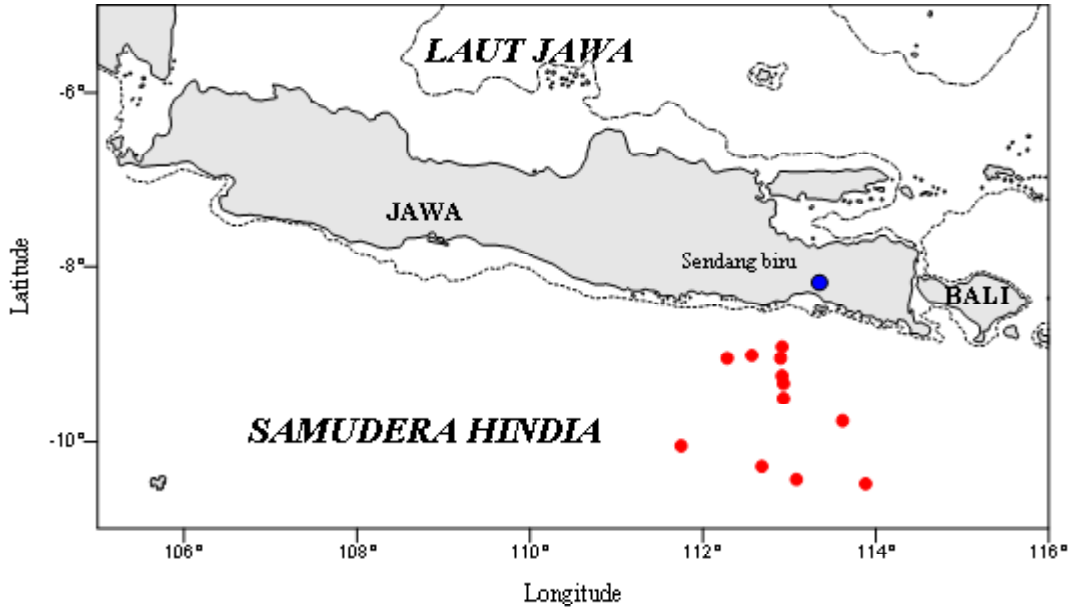 LAUT JAWA
-6°
JAWA
Sendang biru
-8°
BALI
Latitude
SAMUDERA HINDIA
-10°
106° 108° 110° 112° 114° 116°
Longitude